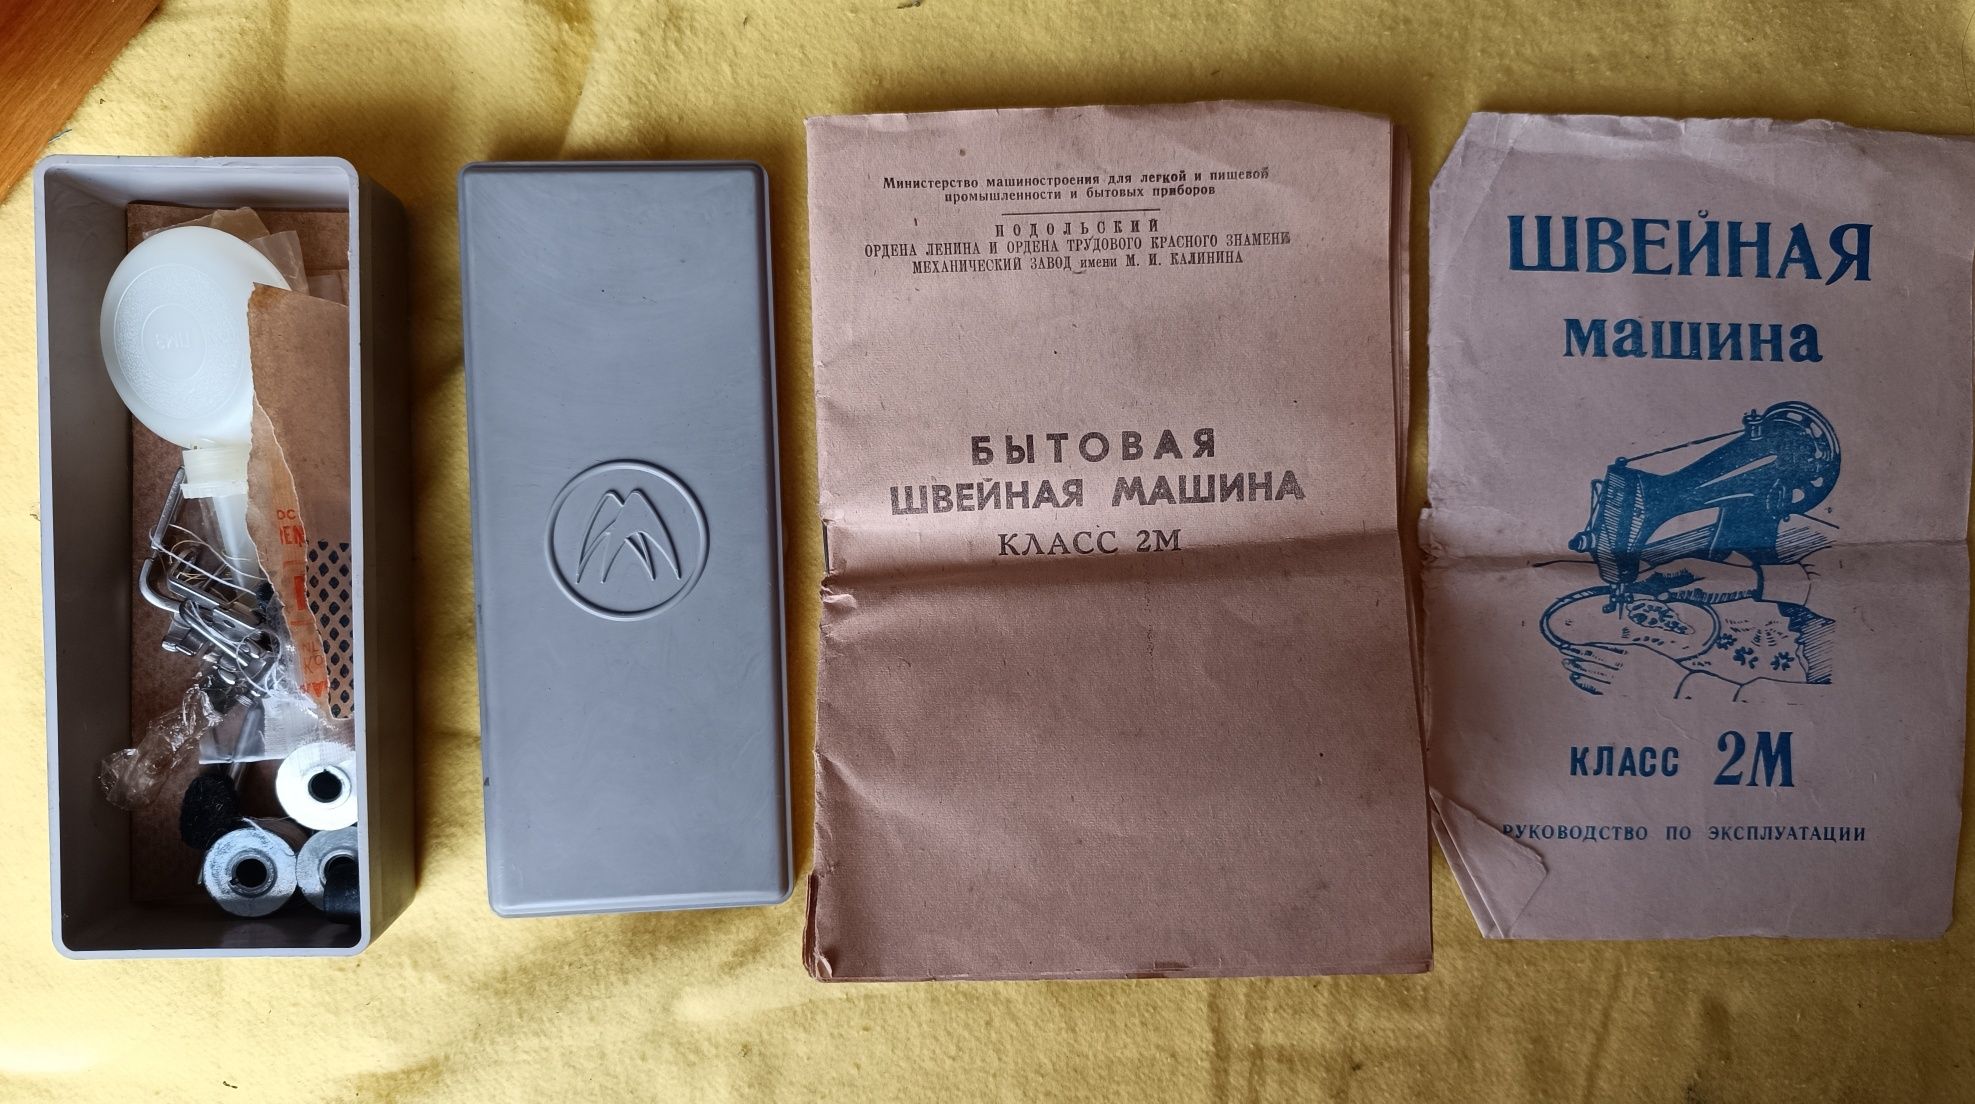 Министерство машиностроения для легкой и пищевой
промышленности и бытовых приборов
ПОДОЛЬСКИЙ
ОРДЕНА ЛЕНИНА И ОРДЕНА ТРУДОВОГО КРАСНОГО ЗНАМЕНИ
МЕХАНИЧЕСКИЙ ЗАВОД имени М. И. КАЛИНИНА
БЫТОВАЯ
ШВЕЙНАЯ МАШИНА
КЛАСС 2М
ШВЕЙНАЯ
машина
КЛАСС 2М
РУКОВОДСТВО ПО ЭКСПЛУАТАЦИИ